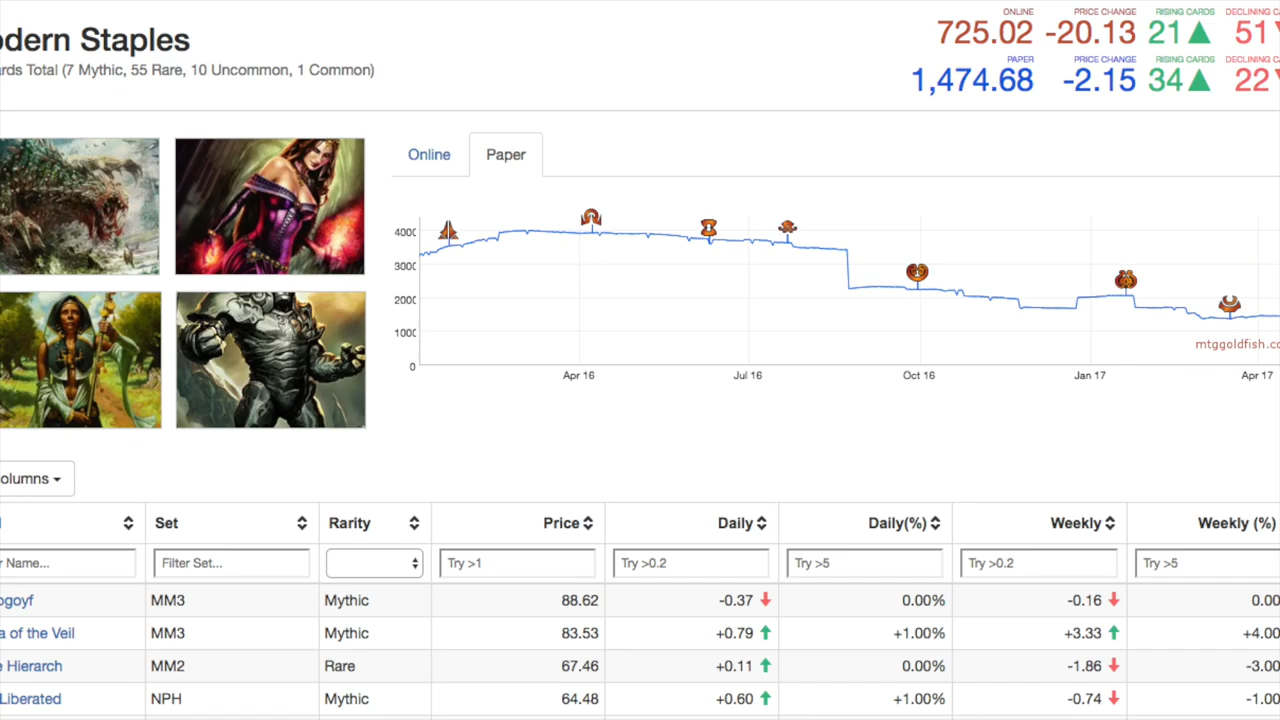 ONLINE PRICE CHANGE RISING CARDS DECLINING CA
odern Staples 725.02 -20.13 21 51
ards Total (7 Mythic, 55 Rare, 10 Uncommon, 1 Common)
PAPER PRICE CHANGE RISING CARDS DECLINING CA
1,474.68 -2.15 34 22
Online Paper
4000
3000
2000
1000
0
mtggoldfish.co
Apr 16 Jul 16 Oct 16 Jan 17 Apr 17
olumns
Set Rarity Price Daily Daily(%) Weekly Weekly (%)
r Name... Filter Set... Try >1 Try >0.2 Try >5 Try >0.2 Try >5
ogoyf MM3 Mythic 88.62 -0.37 0.00% -0.16 0.00
a of the Veil MM3 Mythic 83.53 +0.79 +1.00% +3.33 +4.00
e Hierarch MM2 Rare 67.46 +0.11 0.00% -1.86 -3.00
Liberated NPH Mythic 64.48 +0.60 +1.00% -0.74 -1.00